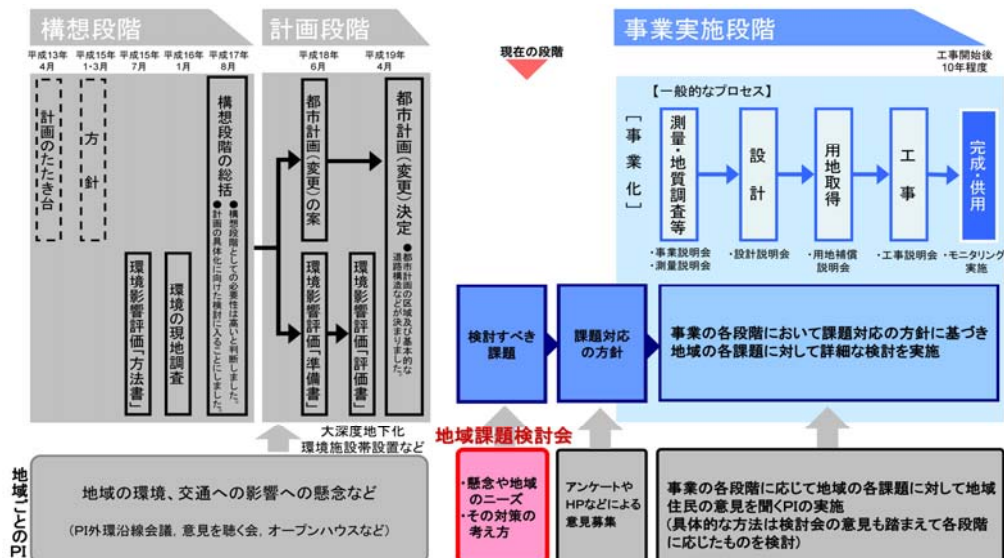 構想段階
計画段階
事業実施段階
平成13年
4月
平成15年
1・3月
平成15年
7月
平成16年
1月
平成17年
8月
平成18年
6月
平成19年
4月
現在の段階
工事開始後
10年程度
計画のたたき台
方針
環境影響評価「方法書」
環境の現地調査
構想段階の総括
●構想段階としての必要性は高いと判断しました。
●計画の具体化に向けた検討に入ることにしました。
都市計画(変更)の案
環境影響評価「準備書」
環境影響評価「評価書」
都市計画(変更)決定
●都市計画の区域及び基本的な
道路構造などが決まりました。
【一般的なプロセス】
[事業化]
測量・地質調査等
設計
用地取得
工事
完成・供用
・事業説明会
・測量説明会
・設計説明会
・用地補償
説明会
・工事説明会
・モニタリング
実施
検討すべき
課題
課題対応
の方針
事業の各段階において課題対応の方針に基づき
地域の各課題に対して詳細な検討を実施
大深度地下化
環境施設帯設置など
地域課題検討会
地域ごとのPI
地域の環境、交通への影響への懸念など
(PI外環沿線会議, 意見を聴く会, オープンハウスなど)
・懸念や地域
のニーズ
・その対策の
考え方
アンケートや
HPなどによる
意見募集
事業の各段階に応じて地域の各課題に対して地域
住民の意見を聞くPIの実施
(具体的な方法は検討会の意見も踏まえて各段階
に応じたものを検討)